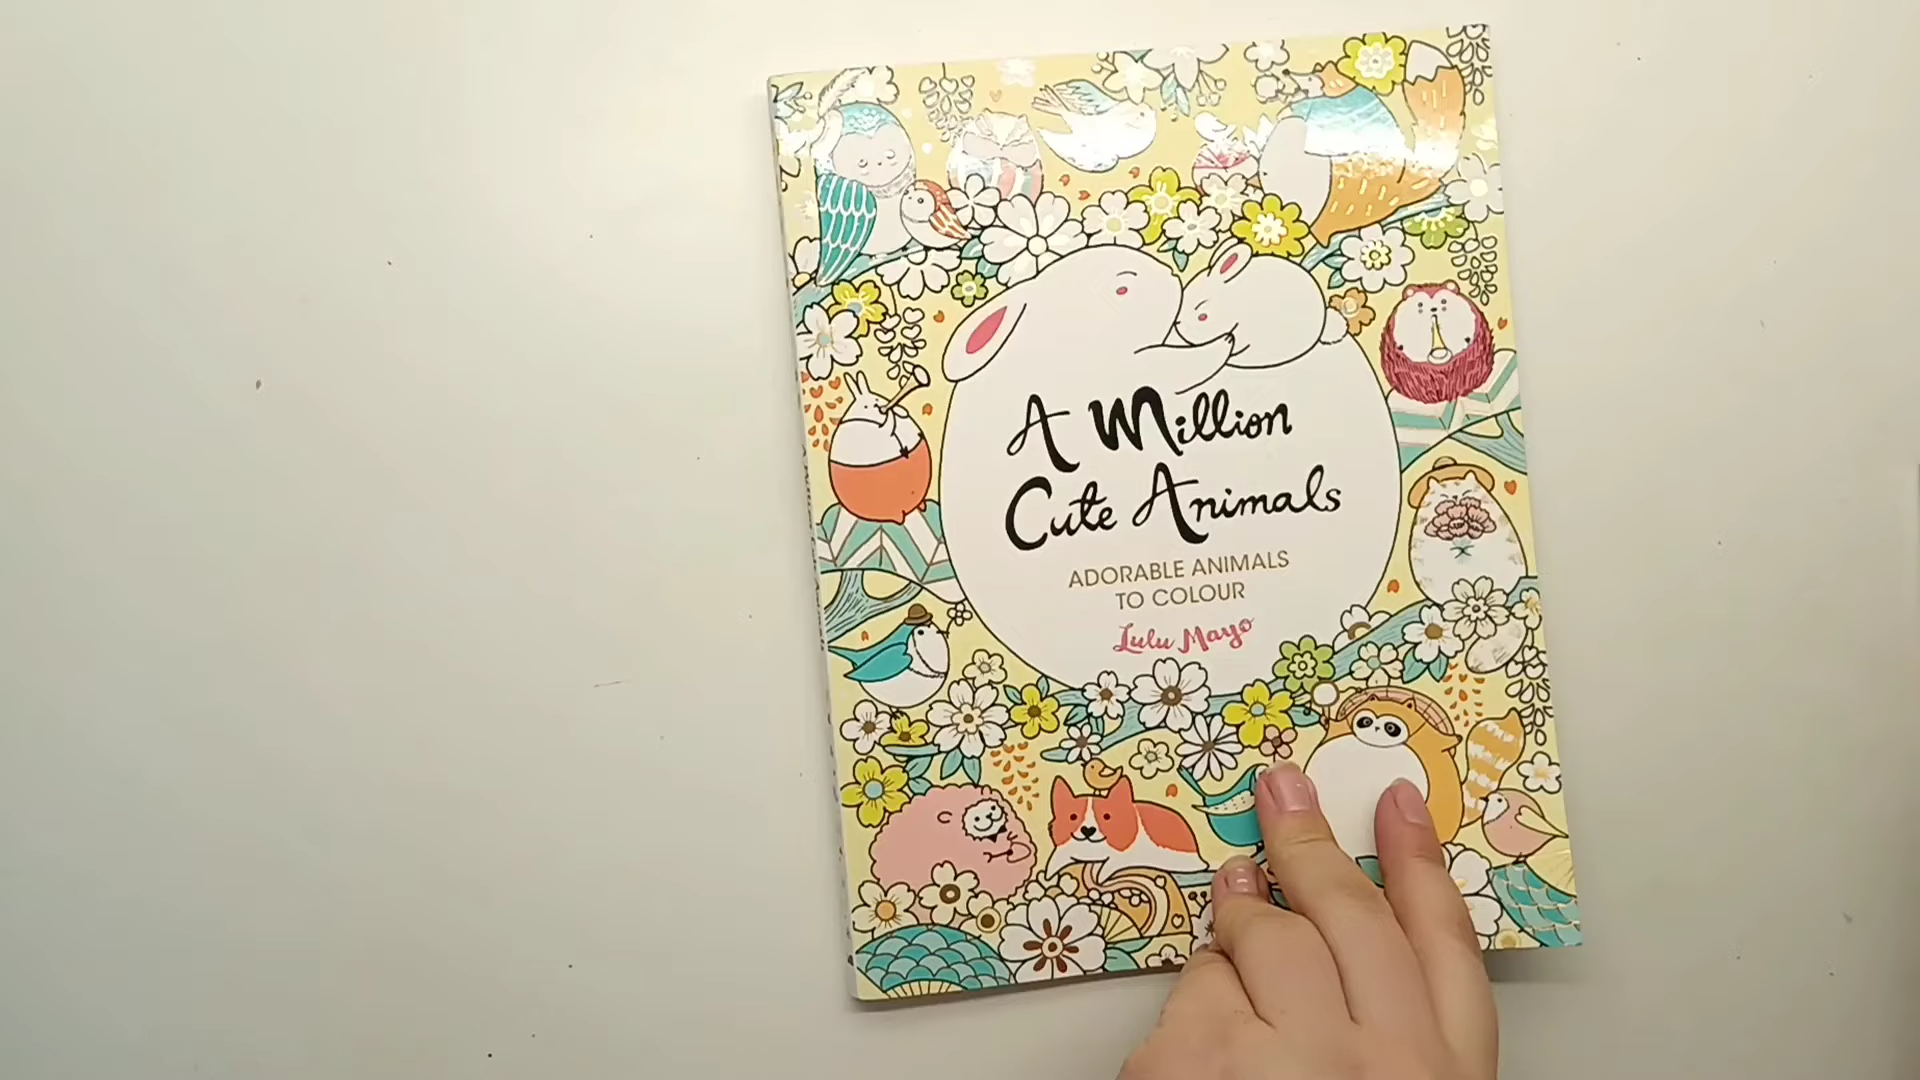 A Million
Cute Animals
ADORABLE ANIMALS
TO COLOUR
Lulu Mayo